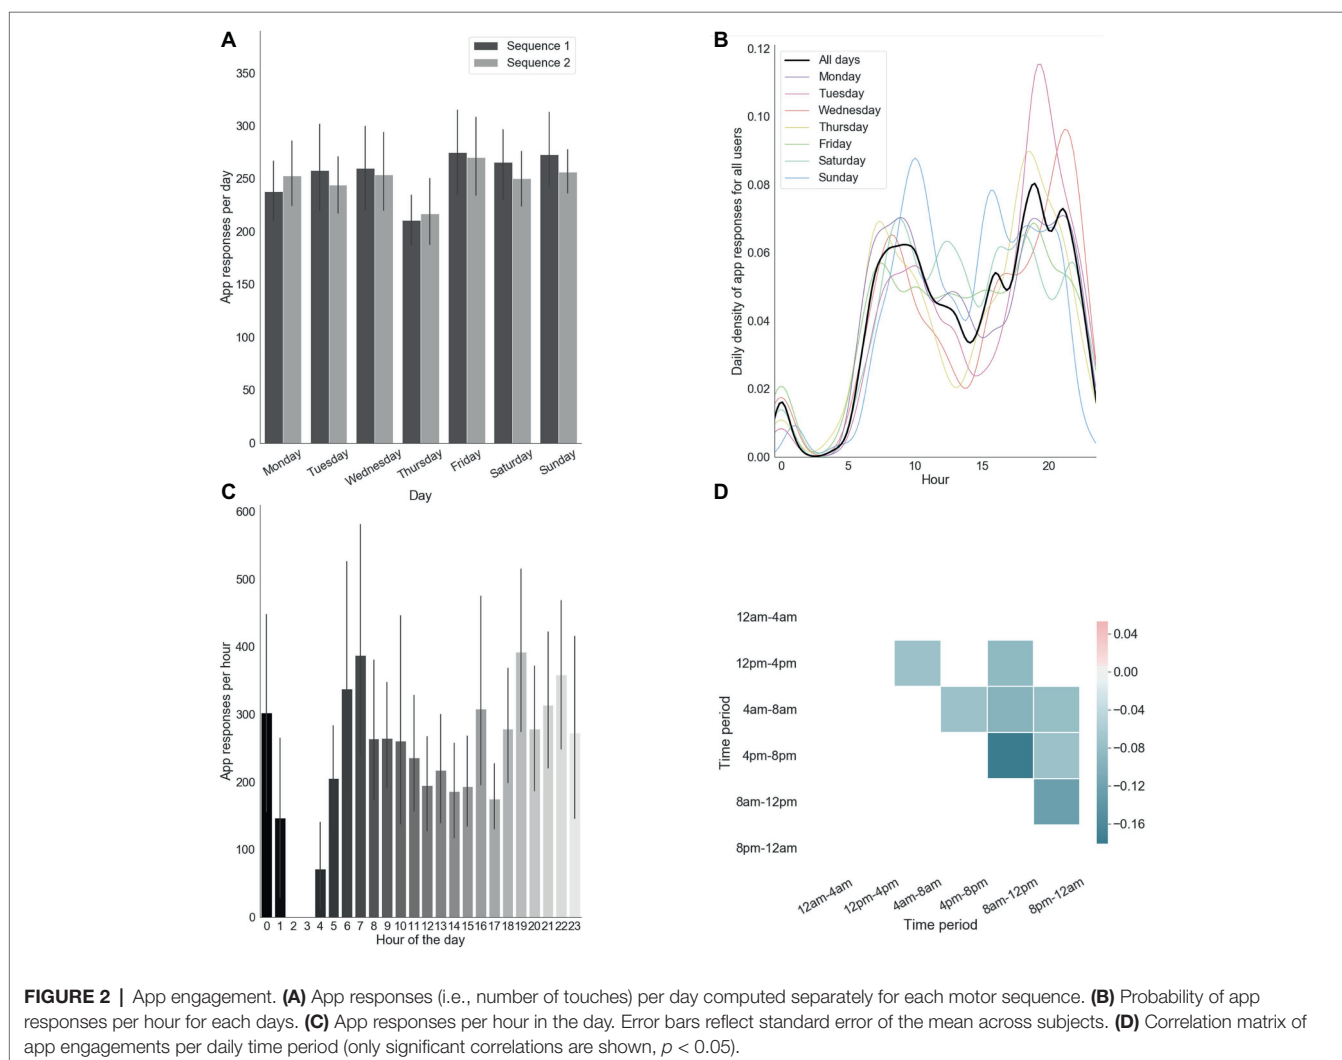 A
Sequence 1
Sequence 2
App responses per day
350
300
250
200
150
100
50
0
Monday
Tuesday
Wednesday
Thursday
Friday
Saturday
Sunday
Day
B
All days
Monday
Tuesday
Wednesday
Thursday
Friday
Saturday
Sunday
Daily density of app responses for all users
0.12
0.10
0.08
0.06
0.04
0.02
0.00
0 5 10 15 20
Hour
C
App responses per hour
600
500
400
300
200
100
0
0 1 2 3 4 5 6 7 8 9 10 11 12 13 14 15 16 17 18 19 20 21 22 23
Hour of the day
D
Time period
12am-4am
12pm-4pm
4am-8am
4pm-8pm
8am-12pm
8pm-12am
12am-4am
12pm-4pm
4am-8am
4pm-8pm
8am-12pm
8pm-12am
Time period
0.04
0.00
−0.04
−0.08
−0.12
−0.16
FIGURE 2 | App engagement. (A) App responses (i.e., number of touches) per day computed separately for each motor sequence. (B) Probability of app
responses per hour for each days. (C) App responses per hour in the day. Error bars reflect standard error of the mean across subjects. (D) Correlation matrix of
app engagements per daily time period (only significant correlations are shown, p < 0.05).